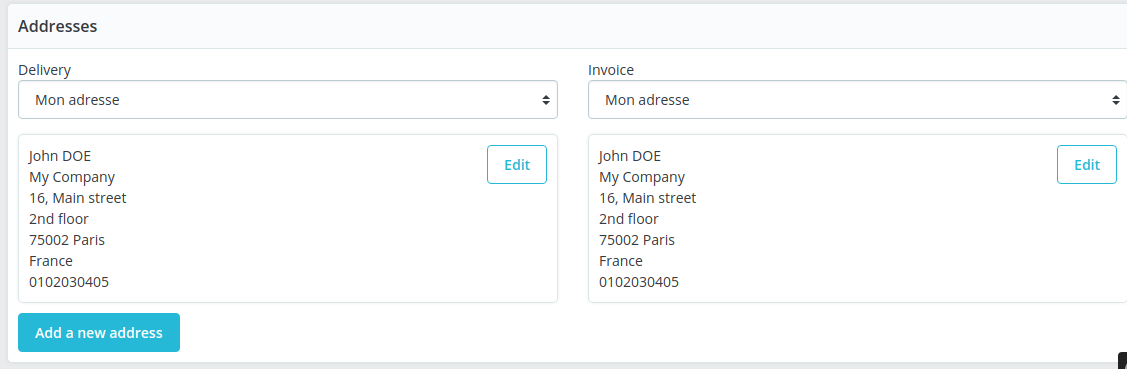 Addresses
Delivery
Mon adresse
John DOE
My Company
16, Main street
2nd floor
75002 Paris
France
0102030405
Edit
Invoice
Mon adresse
John DOE
My Company
16, Main street
2nd floor
75002 Paris
France
0102030405
Edit
Add a new address